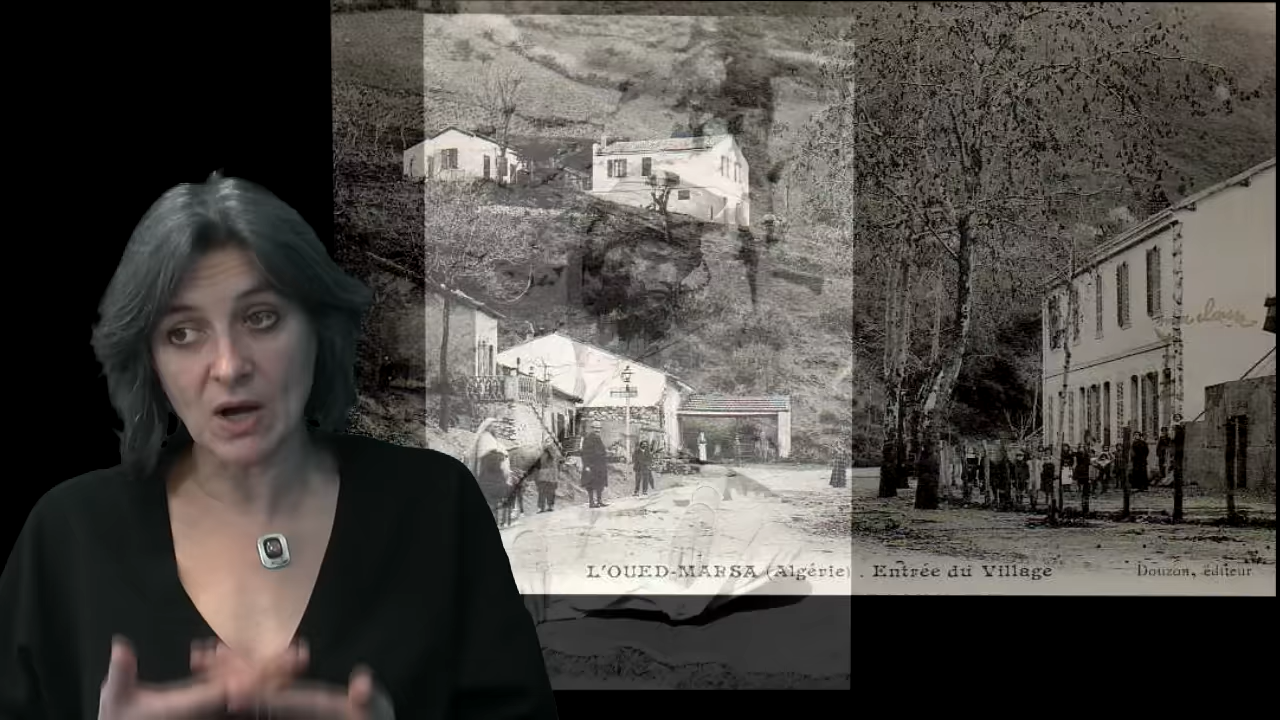 L'OUED-MARSA (Algérie) . Entrée du Village
Douzon, éditeur